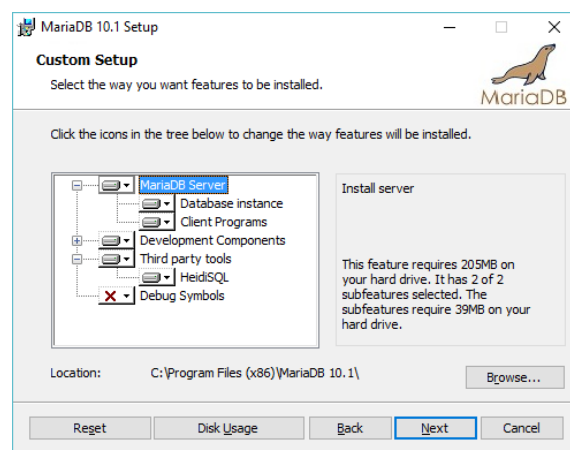 MariaDB 10.1 Setup
Custom Setup
Select the way you want features to be installed.
MariaDB
Click the icons in the tree below to change the way features will be installed.
MariaDB Server
Database instance
Client Programs
Development Components
Third party tools
HeidiSQL
Debug Symbols
Install server
This feature requires 205MB on
your hard drive. It has 2 of 2
subfeatures selected. The
subfeatures require 39MB on your
hard drive.
Location: C:\Program Files (x86)\MariaDB 10.1\
Browse...
Reset Disk Usage Back Next Cancel